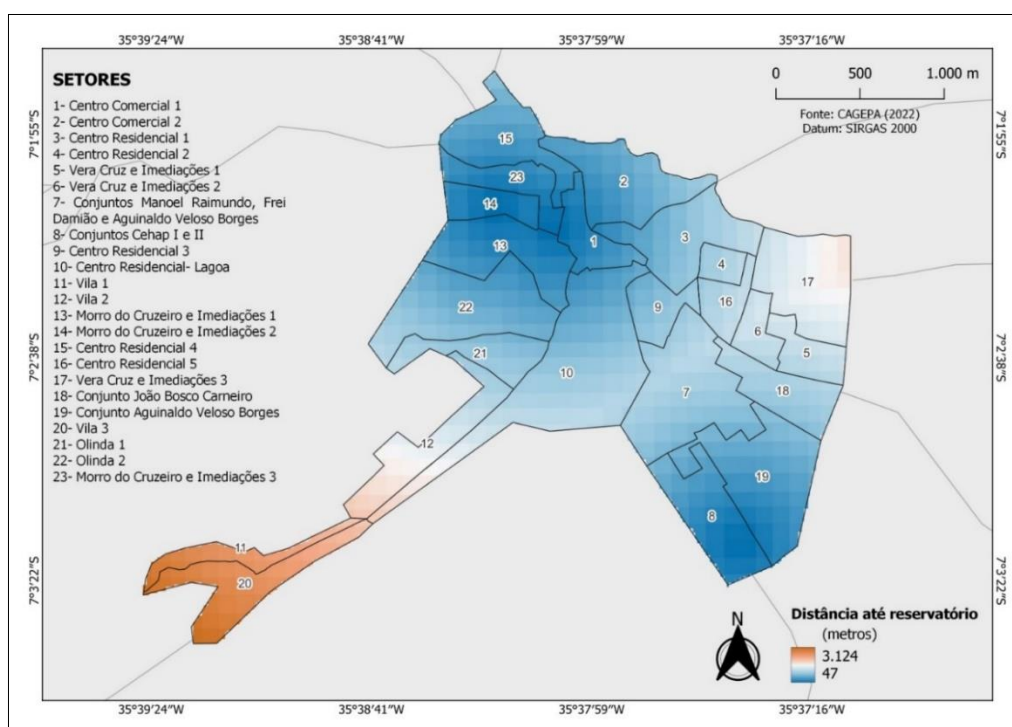 35°39'24"W 35°38'41"W 35°37'59"W 35°37'16"W
SETORES
1- Centro Comercial 1
2- Centro Comercial 2
3- Centro Residencial 1
4- Centro Residencial 2
5- Vera Cruz e Imediações 1
6- Vera Cruz e Imediações 2
7- Conjuntos Manoel Raimundo, Frei
Damião e Aguinaldo Veloso Borges
8- Conjuntos Cehap I e II
9- Centro Residencial 3
10- Centro Residencial- Lagoa
11- Vila 1
12- Vila 2
13- Morro do Cruzeiro e Imediações 1
14- Morro do Cruzeiro e Imediações 2
15- Centro Residencial 4
16- Centro Residencial 5
17- Vera Cruz e Imediações 3
18- Conjunto João Bosco Carneiro
19- Conjunto Aguinaldo Veloso Borges
20- Vila 3
21- Olinda 1
22- Olinda 2
23- Morro do Cruzeiro e Imediações 3
0 500 1.000 m
Fonte: CAGEPA (2022)
Datum: SIRGAS 2000
7°1'55"S
7°2'38"S
7°3'22"S
7°1'55"S
7°2'38"S
7°3'22"S
15
23
2
14
1
3
13
4
17
22
9
16
6
5
21
10
7
18
12
19
8
11
20
N
Distância até reservatório
(metros)
3.124
47
35°39'24"W 35°38'41"W 35°37'59"W 35°37'16"W